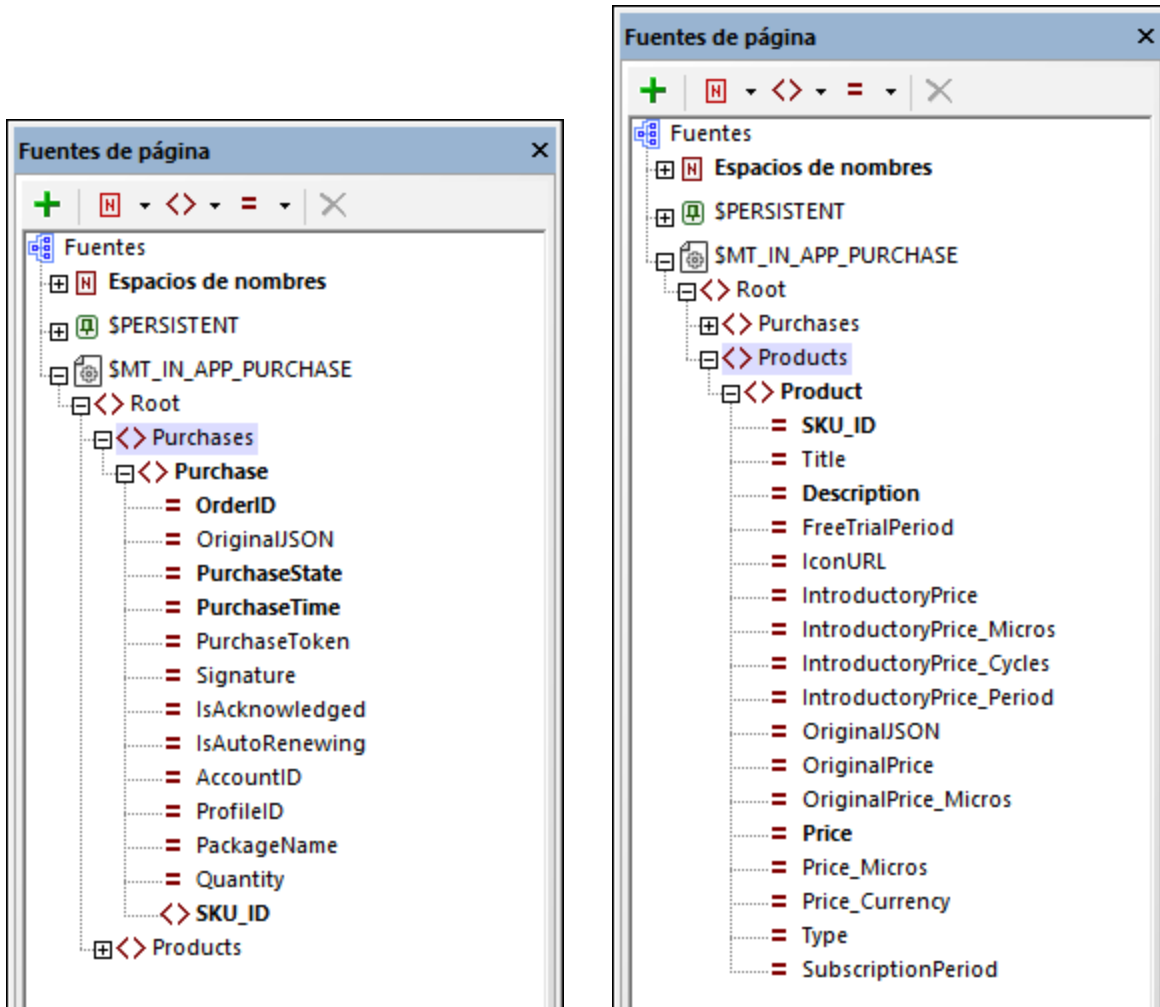 Fuentes de página
Fuentes
Espacios de nombres
$PERSISTENT
$MT_IN_APP_PURCHASE
Root
Purchases
Purchase
OrderID
OriginalJSON
PurchaseState
PurchaseTime
PurchaseToken
Signature
IsAcknowledged
IsAutoRenewing
AccountID
ProfileID
PackageName
Quantity
SKU_ID
Products
Fuentes de página
Fuentes
Espacios de nombres
$PERSISTENT
$MT_IN_APP_PURCHASE
Root
Purchases
Products
Product
SKU_ID
Title
Description
FreeTrialPeriod
IconURL
IntroductoryPrice
IntroductoryPrice_Micros
IntroductoryPrice_Cycles
IntroductoryPrice_Period
OriginalJSON
OriginalPrice
OriginalPrice_Micros
Price
Price_Micros
Price_Currency
Type
SubscriptionPeriod